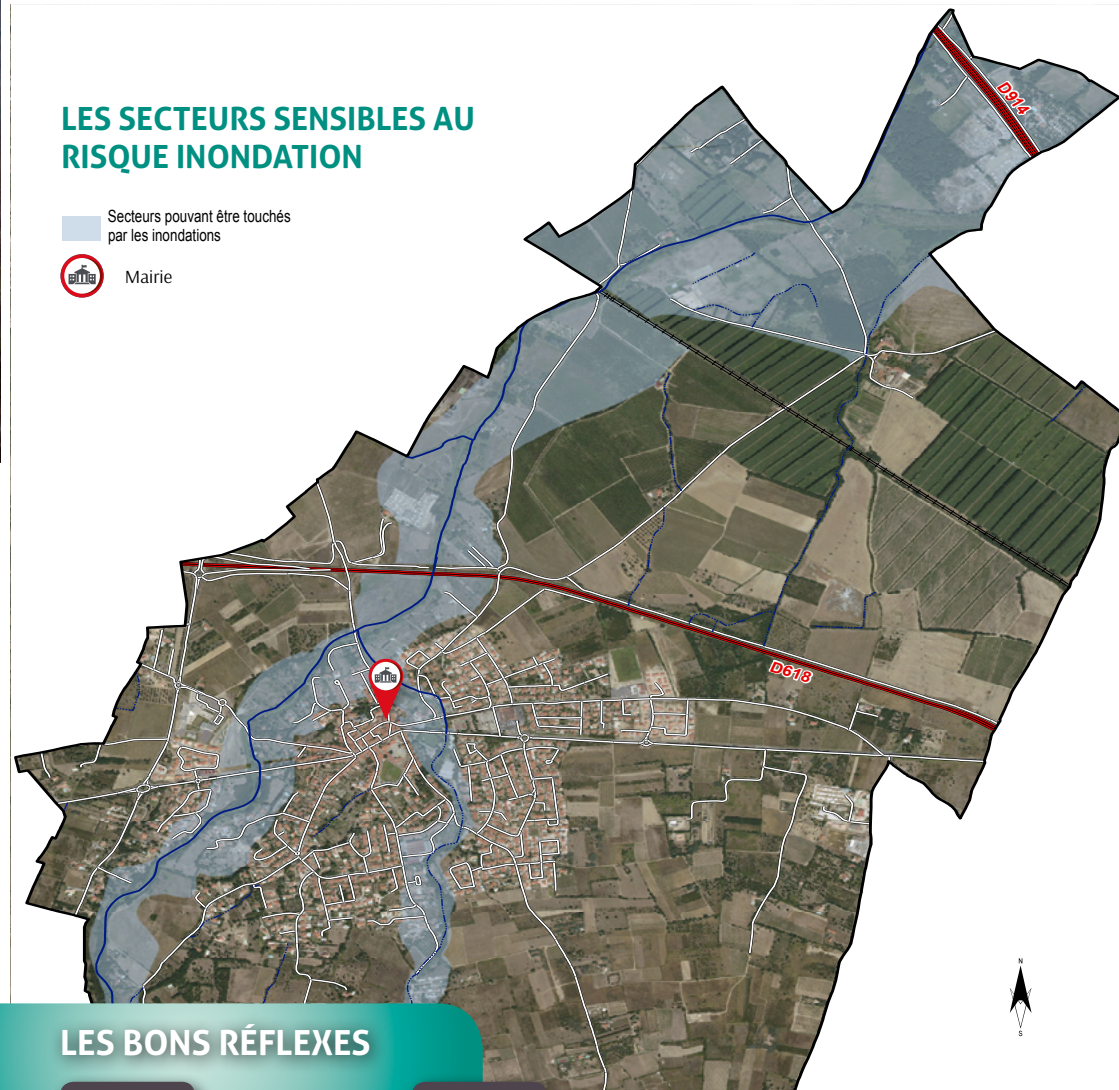 LES SECTEURS SENSIBLES AU
RISQUE INONDATION
Secteurs pouvant être touchés
par les inondations
Mairie
D914
D618
N
S
LES BONS RÉFLEXES